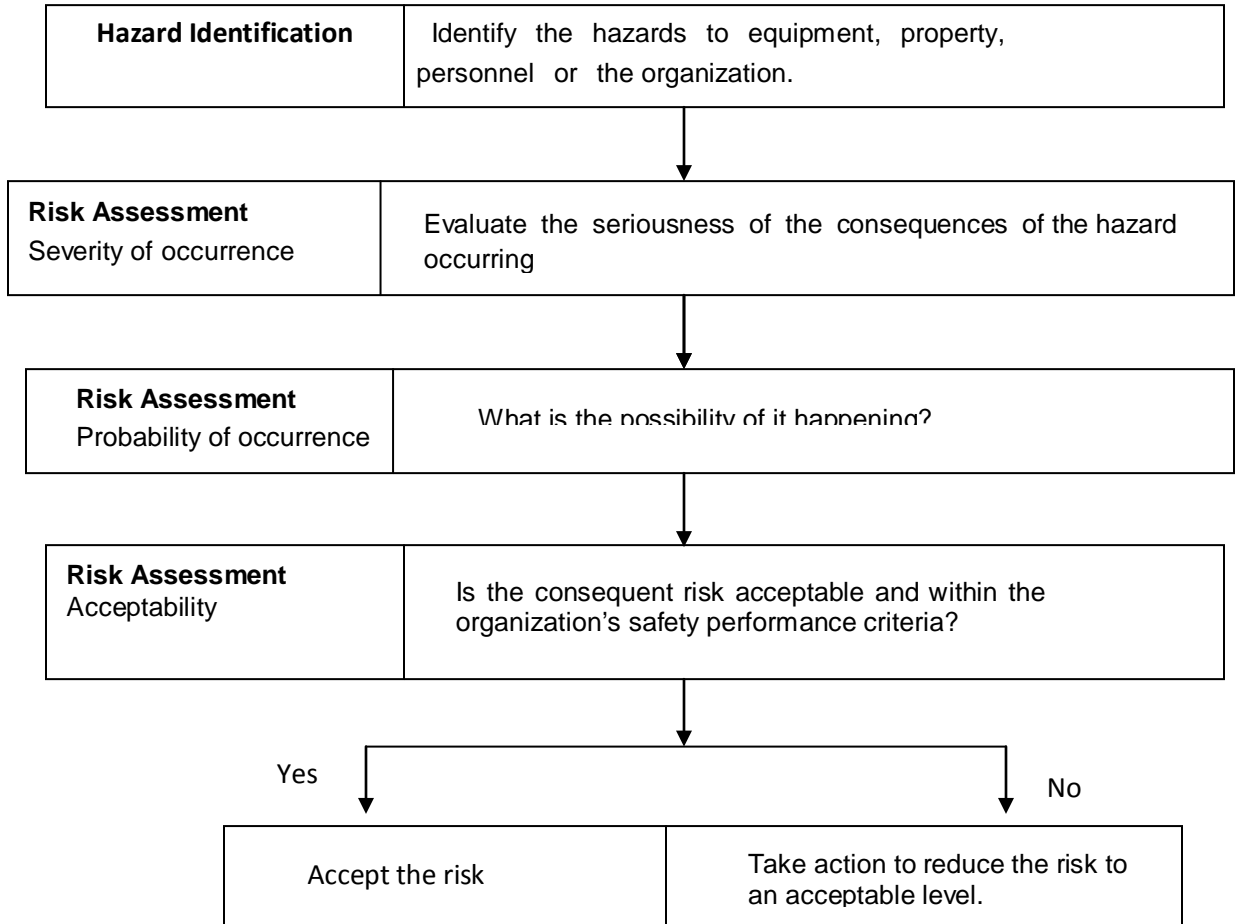 Hazard Identification
Identify the hazards to equipment, property,
personnel or the organization.
Risk Assessment
Severity of occurrence
Evaluate the seriousness of the consequences of the hazard
occurring
Risk Assessment
Probability of occurrence
What is the possibility of it happening?
Risk Assessment
Acceptability
Is the consequent risk acceptable and within the
organization’s safety performance criteria?
Yes
No
Accept the risk
Take action to reduce the risk to
an acceptable level.